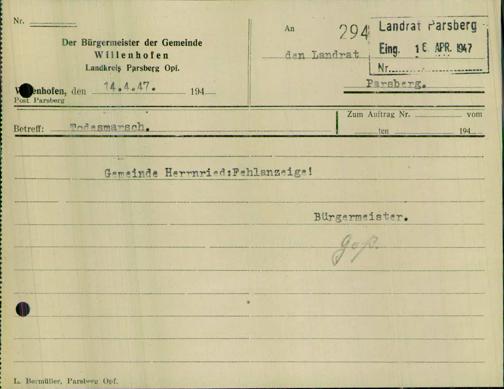 Nr.
Der Bürgermeister der Gemeinde
Willenhofen
Landkreis Parsberg Opf.
enhofen, den 14.4.47. 194
Post Parsberg
An
den Landrat
294
Landrat Parsberg
Eing. 16 APR. 1947
Nr.
Parsberg.
Betreff: Todesmarsch.
Zum Auftrag Nr. vom
ten 194
Gemeinde Herrnried:Fehlanzeige!
Bürgermeister.
L. Bermüller, Parsberg Opf.